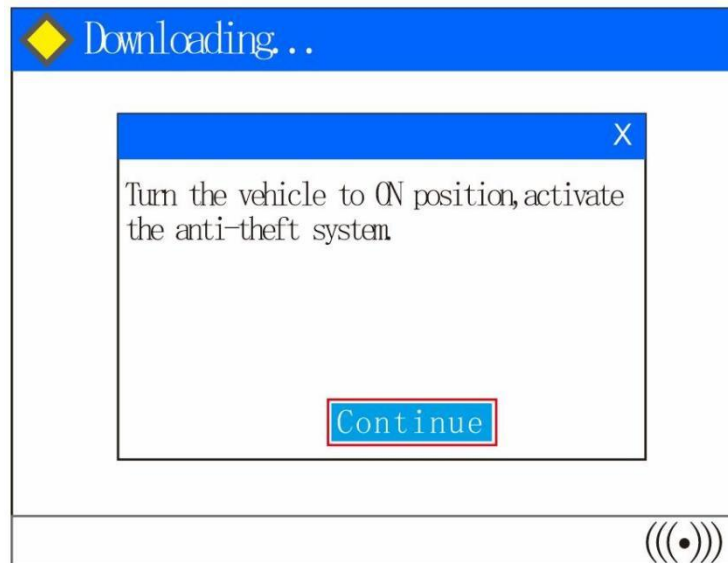 Downloading...
X
Turn the vehicle to ON position,activate
the anti-theft system.
Continue